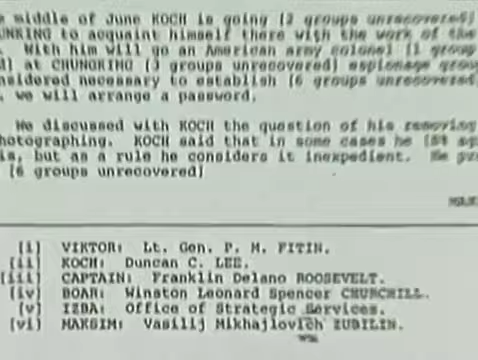 middle of June KOCH is going [2 groups unrecovered]
to acquaint himself there with the work of the
. With him will go an American army colonel [1 group
d] at CHUNGKING [3 groups unrecovered] espionage group
nsidered necessary to establish [6 groups unrecovered]
, we will arrange a password.
We discussed with KOCH the question of his removing
hotographing. KOCH said that in some cases he
is, but as a rule he considers it inexpedient. He
[6 groups unrecovered]
[i] VIKTOR: Lt. Gen. P. M. FITIN.
[ii] KOCH: Duncan C. LEE.
[iii] CAPTAIN: Franklin Delano ROOSEVELT.
[iv] BOAR: Winston Leonard Spencer CHURCHILL.
[v] IZBA: Office of Strategic Services.
[vi] MAKSIM: Vasilij Mikhajlovich ZUBILIN.